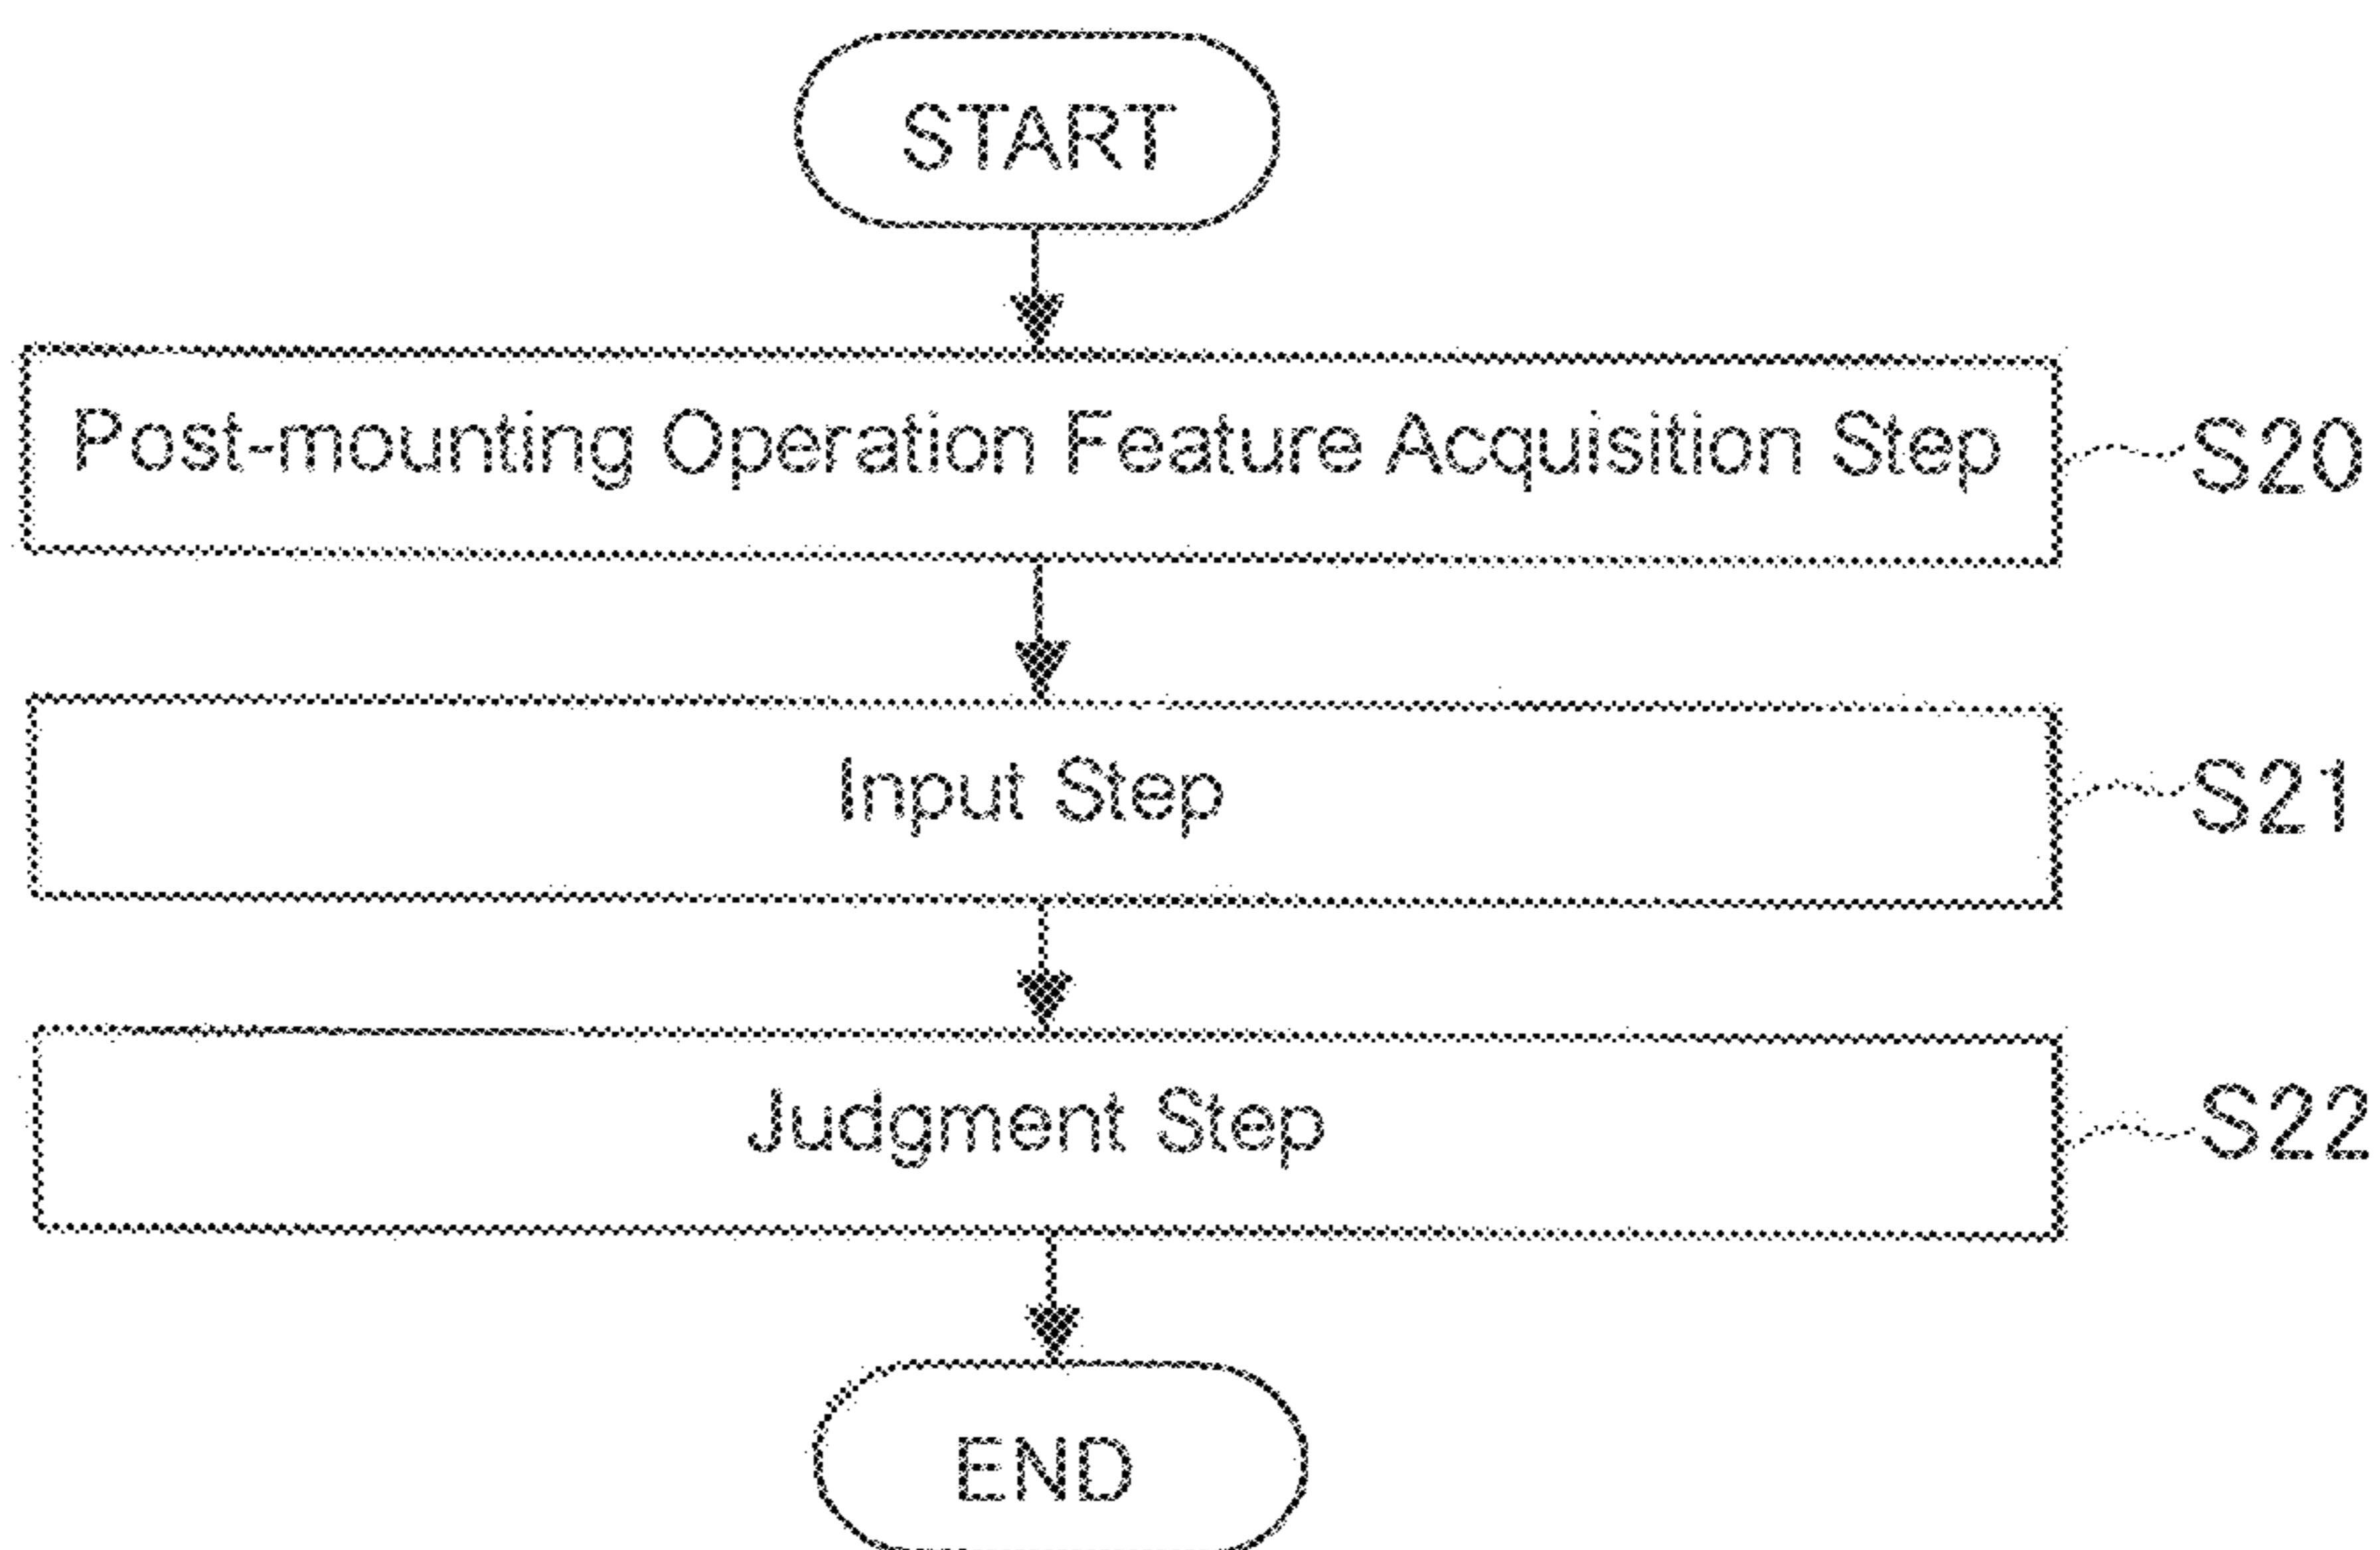 START
Post-mounting Operation Feature Acquisition Step S20
Input Step S21
Judgment Step S22
END